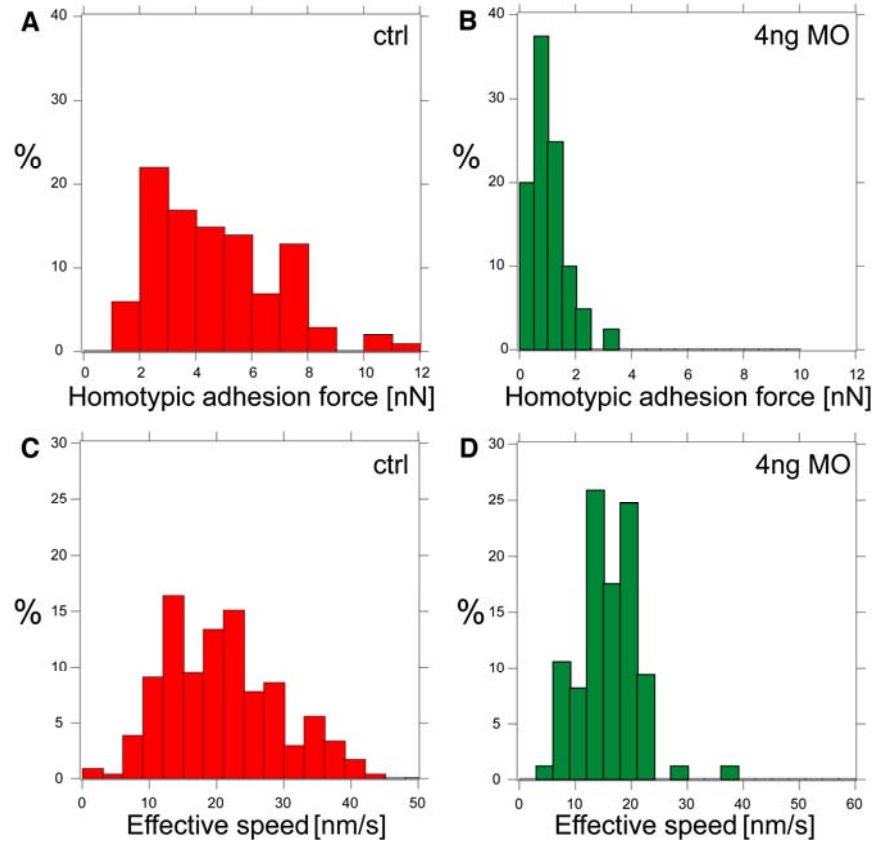 A
ctrl
40
30
%
20
10
0
0 2 4 6 8 10 12
Homotypic adhesion force [nN]
B
4ng MO
40
30
%
20
10
0
0 2 4 6 8 10 12
Homotypic adhesion force [nN]
C
ctrl
30
25
20
15
%
10
5
0
0 10 20 30 40 50
Effective speed [nm/s]
D
4ng MO
30
25
20
15
%
10
5
0
0 10 20 30 40 50 60
Effective speed [nm/s]